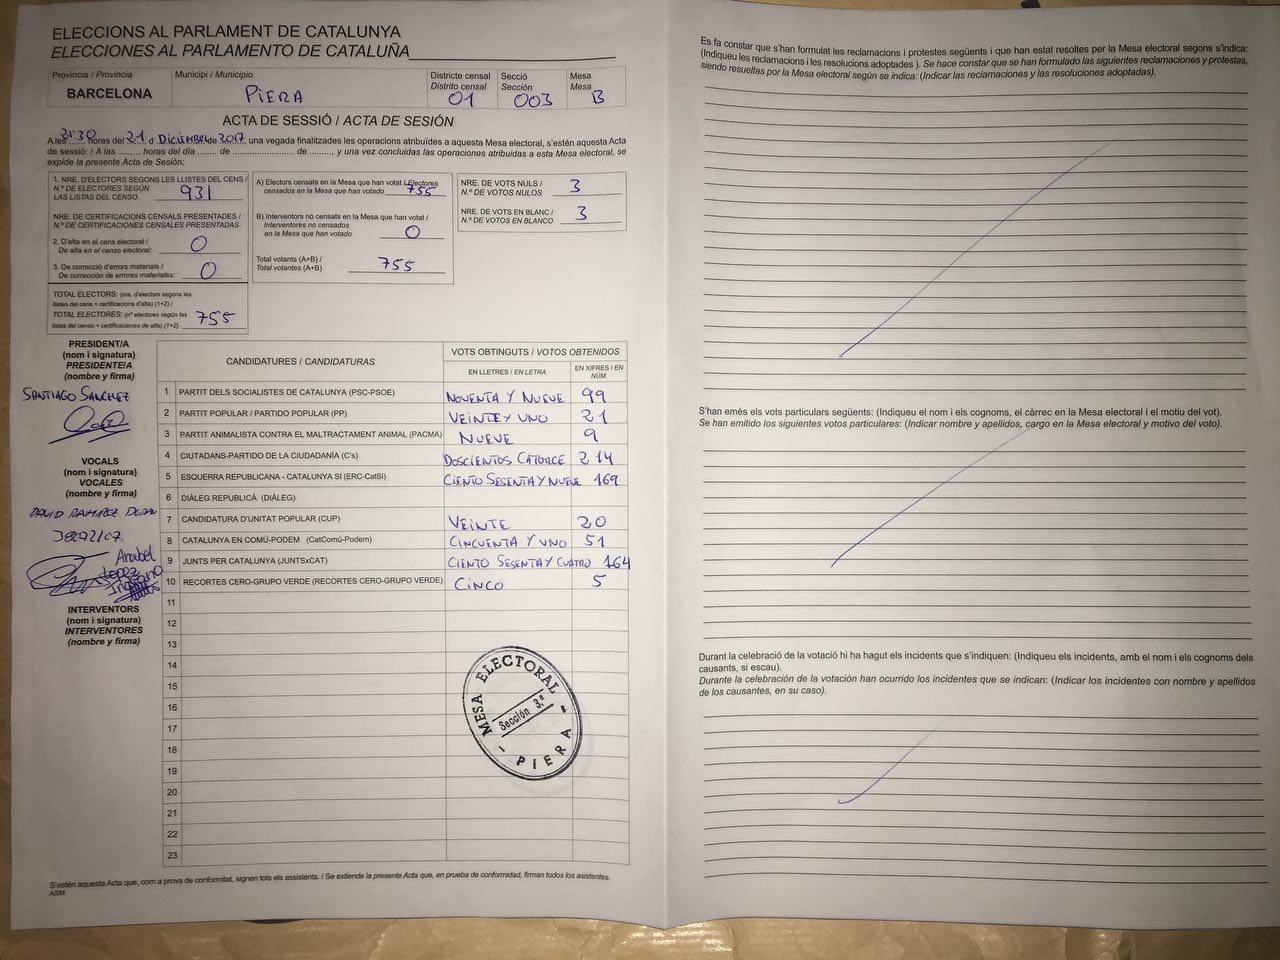 ELECCIONS AL PARLAMENT DE CATALUNYA
ELECCIONES AL PARLAMENTO DE CATALUÑA
Província / Provincia
BARCELONA
Municipi / Municipio
PIERA
Districte censal
Distrito censal
01
Secció
Sección
003
Mesa
Mesa
B
ACTA DE SESSIÓ / ACTA DE SESIÓN
21:30
A les ........ hores del 21 d DICIEMBRE de 2017, una vegada finalitzades les operacions atribuïdes a aquesta Mesa electoral, s'estén aquesta Acta
de sessió: / A las ......... horas del día ....... de ...................... de ........, y una vez concluidas las operaciones atribuidas a esta Mesa electoral, se
expide la presente Acta de Sesión:
1. NRE. D'ELECTORS SEGONS LES LLISTES DEL CENS /
N.º DE ELECTORES SEGÚN
LAS LISTAS DEL CENSO
931
NRE. DE CERTIFICACIONS CENSALS PRESENTADES /
N.º DE CERTIFICACIONES CENSALES PRESENTADAS
2. D'alta en el cens electoral /
De alta en el censo electoral:
0
3. De correcció d'errors materials /
De corrección de errores materiales:
0
TOTAL ELECTORS: (nre. d'electors segons les
llistes del cens + certificacions d'alta) (1+2) /
TOTAL ELECTORES: (nº electores según las
listas del censo + certificaciones de alta) (1+2)
755
A) Electors censats en la Mesa que han votat / Electores
censados en la Mesa que han votado
755
B) Interventors no censats en la Mesa que han votat /
Interventores no censados
en la Mesa que han votado
0
Total votants (A+B) /
Total votantes (A+B)
755
NRE. DE VOTS NULS /
N.º DE VOTOS NULOS
3
NRE. DE VOTS EN BLANC /
N.º DE VOTOS EN BLANCO
3
PRESIDENT/A
(nom i signatura)
PRESIDENTE/A
(nombre y firma)
SANTIAGO SANCHEZ
VOCALS
(nom i signatura)
VOCALES
(nombre y firma)
DAVID RAMIREZ
INTERVENTORS
(nom i signatura)
INTERVENTORES
(nombre y firma)
CANDIDATURES / CANDIDATURAS
VOTS OBTINGUTS / VOTOS OBTENIDOS
EN LLETRES / EN LETRA
EN XIFRES / EN NÚM.
1 PARTIT DELS SOCIALISTES DE CATALUNYA (PSC-PSOE) NOVENTA Y NUEVE 99
2 PARTIT POPULAR / PARTIDO POPULAR (PP) VEINTE Y UNO 21
3 PARTIT ANIMALISTA CONTRA EL MALTRACTAMENT ANIMAL (PACMA) NUEVE 9
4 CIUTADANS-PARTIDO DE LA CIUDADANÍA (C's) DOSCIENTOS CATORCE 214
5 ESQUERRA REPUBLICANA - CATALUNYA SI (ERC-CatSí) CIENTO SESENTA Y NUEVE 169
6 DIÀLEG REPUBLICÀ (DIÀLEG)
7 CANDIDATURA D'UNITAT POPULAR (CUP) VEINTE 20
8 CATALUNYA EN COMÚ-PODEM (CatComú-Podem) CINCUENTA Y UNO 51
9 JUNTS PER CATALUNYA (JUNTSxCAT) CIENTO SESENTA Y CUATRO 164
10 RECORTES CERO-GRUPO VERDE (RECORTES CERO-GRUPO VERDE) CINCO 5
11
12
13
14
15
16
17
18
19
20
21
22
23
MESA ELECTORAL
Sección 3.ª
- PIERA -
S'estén aquesta Acta que, com a prova de conformitat, signen tots els assistents. / Se extiende la presente Acta que, en prueba de conformidad, firman todos los asistentes.
ASM
Es fa constar que s'han formulat les reclamacions i protestes següents i que han estat resoltes per la Mesa electoral segons s'indica:
(Indiqueu les reclamacions i les resolucions adoptades ). Se hace constar que se han formulado las siguientes reclamaciones y protestas,
siendo resueltas por la Mesa electoral según se indica: (Indicar las reclamaciones y las resoluciones adoptadas).
S'han emès els vots particulars següents: (Indiqueu el nom i els cognoms, el càrrec en la Mesa electoral i el motiu del vot).
Se han emitido los siguientes votos particulares: (Indicar nombre y apellidos, cargo en la Mesa electoral y motivo del voto).
Durant la celebració de la votació hi ha hagut els incidents que s'indiquen: (Indiqueu els incidents, amb el nom i els cognoms dels
causants, si escau).
Durante la celebración de la votación han ocurrido los incidentes que se indican: (Indicar los incidentes con nombre y apellidos
de los causantes, en su caso).